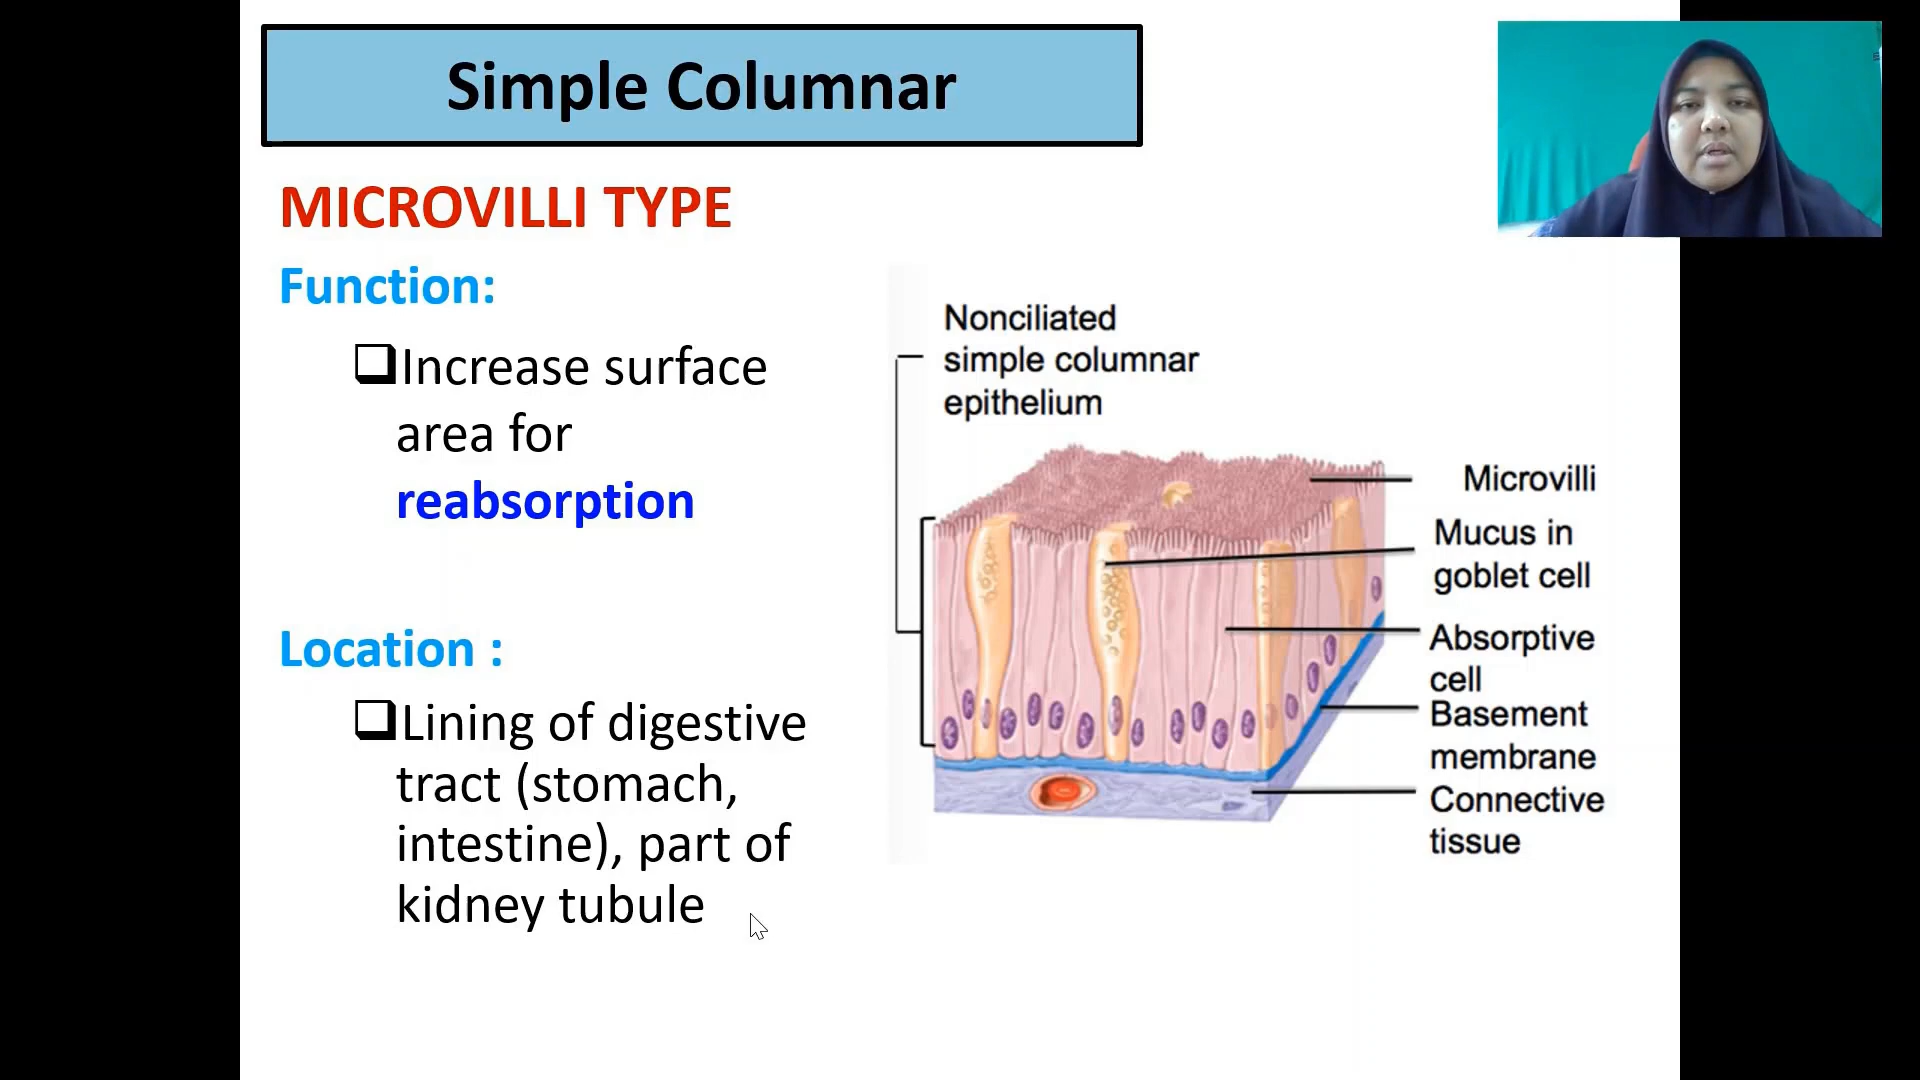 Simple Columnar
MICROVILLI TYPE
Function:
Increase surface
area for
reabsorption
Location :
Lining of digestive
tract (stomach,
intestine), part of
kidney tubule
Nonciliated
simple columnar
epithelium
Microvilli
Mucus in
goblet cell
Absorptive
cell
Basement
membrane
Connective
tissue